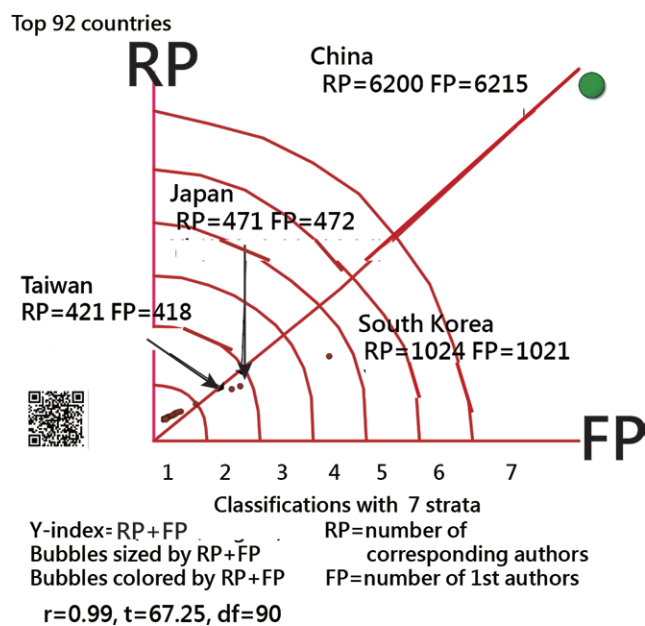 Top 92 countries
RP
China
RP=6200 FP=6215
Japan
RP=471 FP=472
Taiwan
RP=421 FP=418
South Korea
RP=1024 FP=1021
FP
1 2 3 4 5 6 7
Classifications with 7 strata
Y-index=RP+FP
Bubbles sized by RP+FP
Bubbles colored by RP+FP
RP=number of
corresponding authors
FP=number of 1st authors
r=0.99, t=67.25, df=90